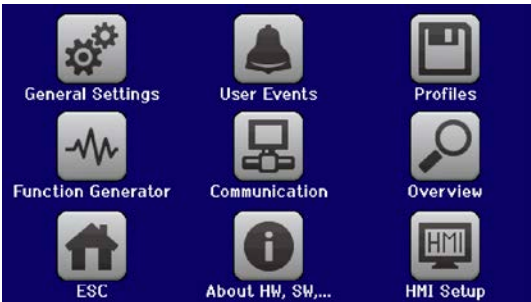 General Settings
User Events
Profiles
Function Generator
Communication
Overview
HMI
ESC
About HW, SW,...
HMI Setup